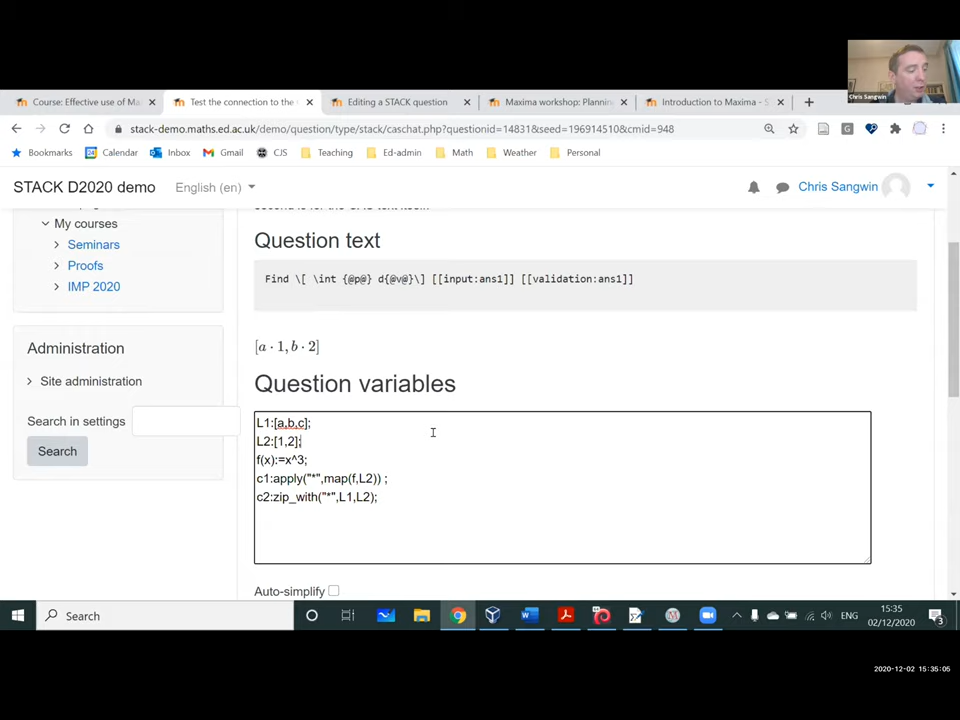 Chris Sangwin
Course: Effective use of Ma
Test the connection to the
Editing a STACK question
Maxima workshop: Plannin
Introduction to Maxima - S
stack-demo.maths.ed.ac.uk/demo/question/type/stack/caschat.php?questionid=14831&seed=196914510&cmid=948
Bookmarks Calendar Inbox Gmail CJS Teaching Ed-admin Math Weather Personal
STACK D2020 demo English (en) Chris Sangwin
My courses
Seminars
Proofs
IMP 2020
Administration
Site administration
Search in settings
Search
Question text
Find \[ \int {@p@} d{@v@}\] [[input:ans1]] [[validation:ans1]]
[a · 1, b · 2]
Question variables
L1:[a,b,c];
L2:[1,2];
f(x):=x^3;
c1:apply("*",map(f,L2)) ;
c2:zip_with("*",L1,L2);
Auto-simplify
Search
ENG
15:35
02/12/2020
3
2020-12-02 15:35:05